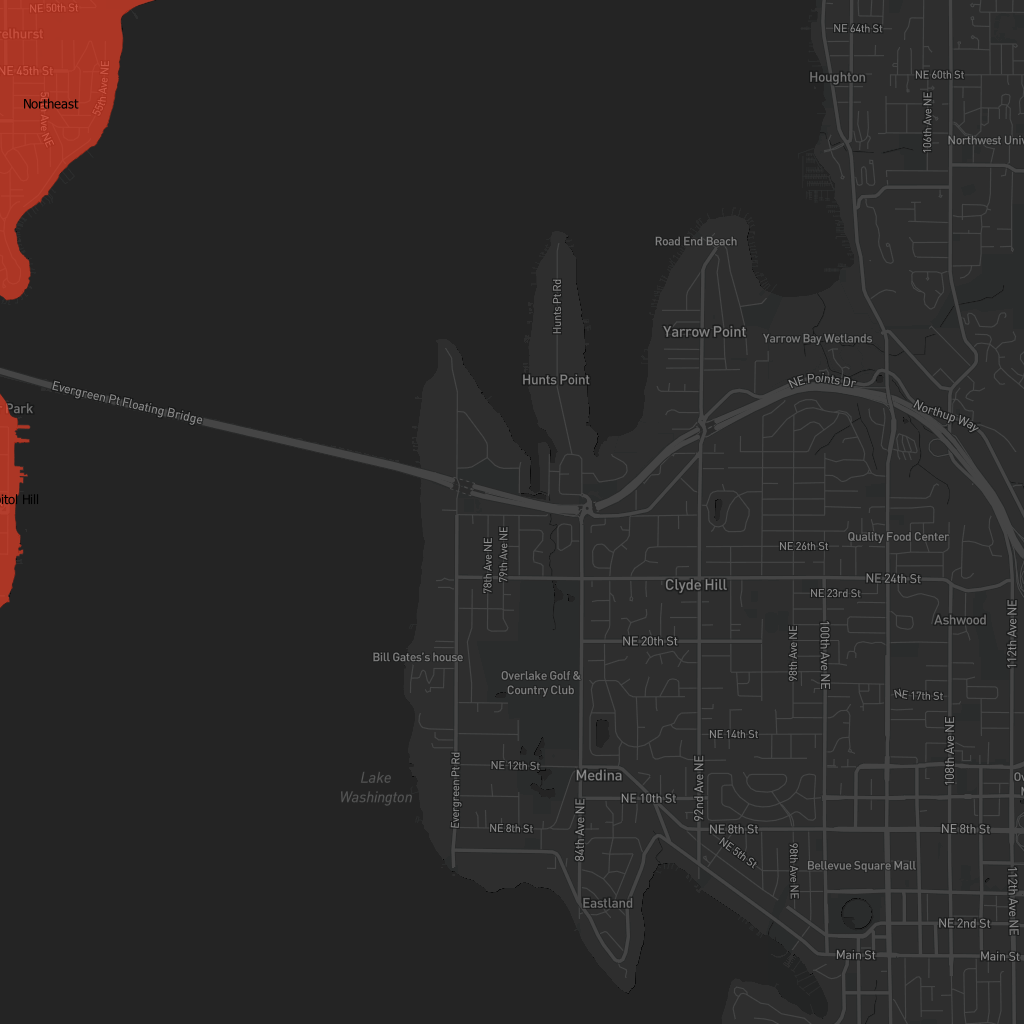 NE 50th St
elhurst
NE 45th St
55th Ave NE
Northeast
Ave NE
NE 64th St
Houghton
NE 60th St
106th Ave NE
Northwest Univ
Road End Beach
Hunts Pt Rd
Yarrow Point
Yarrow Bay Wetlands
Hunts Point
NE Points Dr
Evergreen Pt Floating Bridge
Park
Northup Way
itol Hill
Quality Food Center
NE 26th St
78th Ave NE
79th Ave NE
Clyde Hill
NE 24th St
NE 23rd St
Ashwood
112th Ave NE
NE 20th St
98th Ave NE
100th Ave NE
Bill Gates's house
Overlake Golf &
Country Club
NE 17th St
NE 14th St
108th Ave NE
Lake
Washington
Evergreen Pt Rd
NE 12th St
Medina
92nd Ave NE
NE 10th St
84th Ave NE
NE 8th St
NE 8th St
NE 8th St
NE 5th St
98th Ave NE
Bellevue Square Mall
112th Ave NE
Eastland
NE 2nd St
Main St
Main St